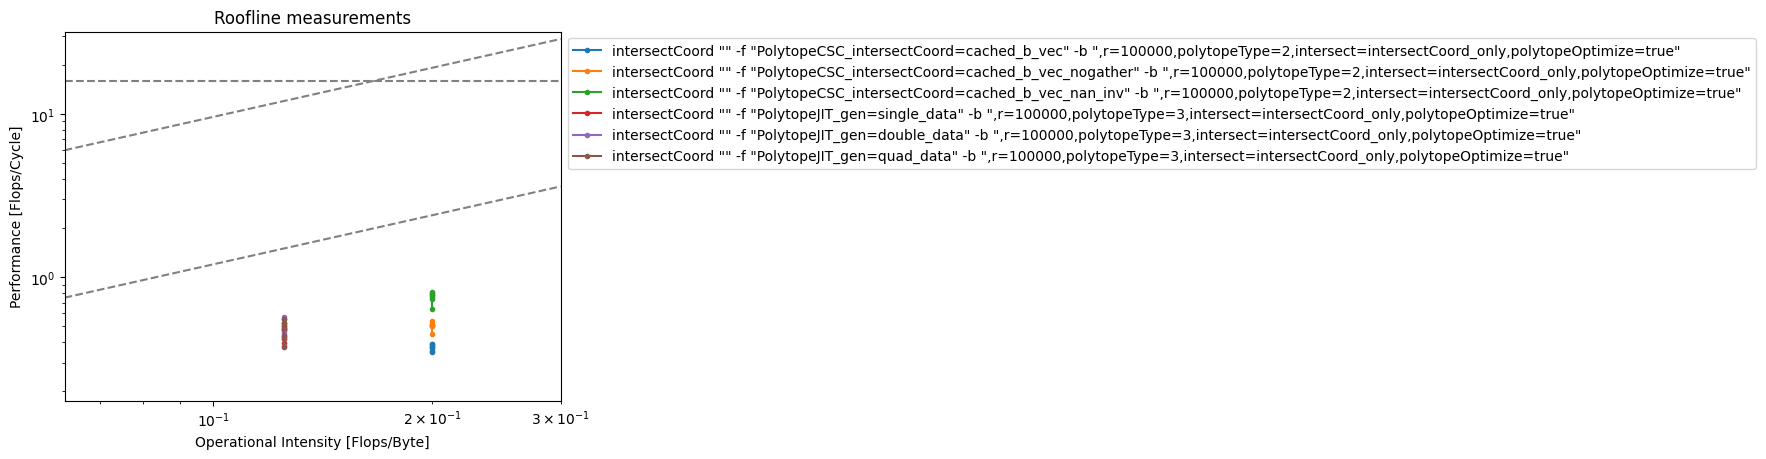 Roofline measurements
Performance [Flops/Cycle]
10¹
10⁰
10⁻¹
2 × 10⁻¹
3 × 10⁻¹
Operational Intensity [Flops/Byte]
intersectCoord "" -f "PolytopeCSC_intersectCoord=cached_b_vec" -b ",r=100000,polytopeType=2,intersect=intersectCoord_only,polytopeOptimize=true"
intersectCoord "" -f "PolytopeCSC_intersectCoord=cached_b_vec_nogather" -b ",r=100000,polytopeType=2,intersect=intersectCoord_only,polytopeOptimize=true"
intersectCoord "" -f "PolytopeCSC_intersectCoord=cached_b_vec_nan_inv" -b ",r=100000,polytopeType=2,intersect=intersectCoord_only,polytopeOptimize=true"
intersectCoord "" -f "PolytopeJIT_gen=single_data" -b ",r=100000,polytopeType=3,intersect=intersectCoord_only,polytopeOptimize=true"
intersectCoord "" -f "PolytopeJIT_gen=double_data" -b ",r=100000,polytopeType=3,intersect=intersectCoord_only,polytopeOptimize=true"
intersectCoord "" -f "PolytopeJIT_gen=quad_data" -b ",r=100000,polytopeType=3,intersect=intersectCoord_only,polytopeOptimize=true"